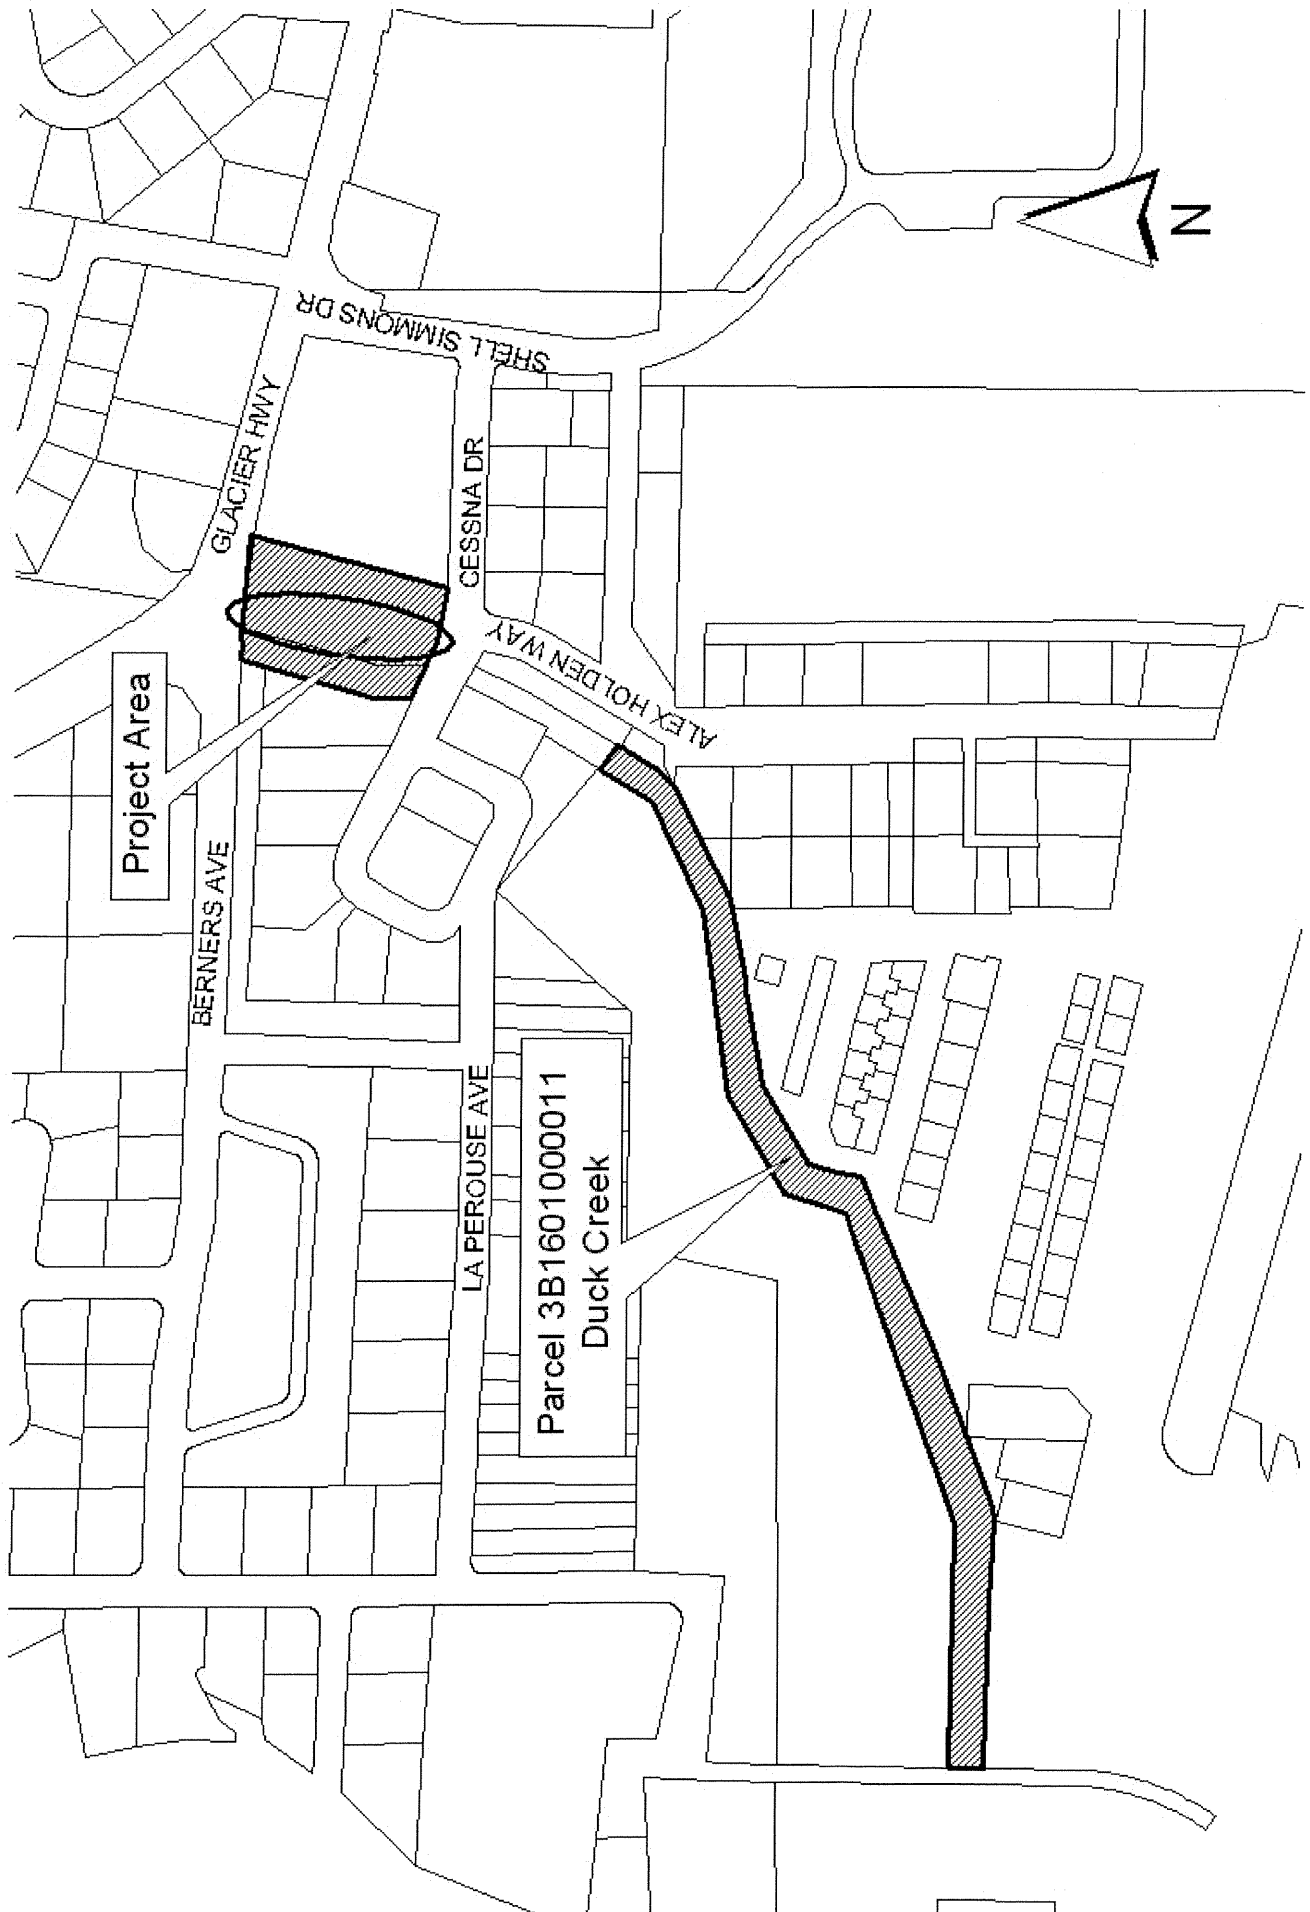 GLACIER HWY
SHELL SIMMONS DR
CESSNA DR
ALEX HOLDEN WAY
Project Area
BERNERS AVE
LA PEROUSE AVE
Parcel 3B1601000011
Duck Creek
N